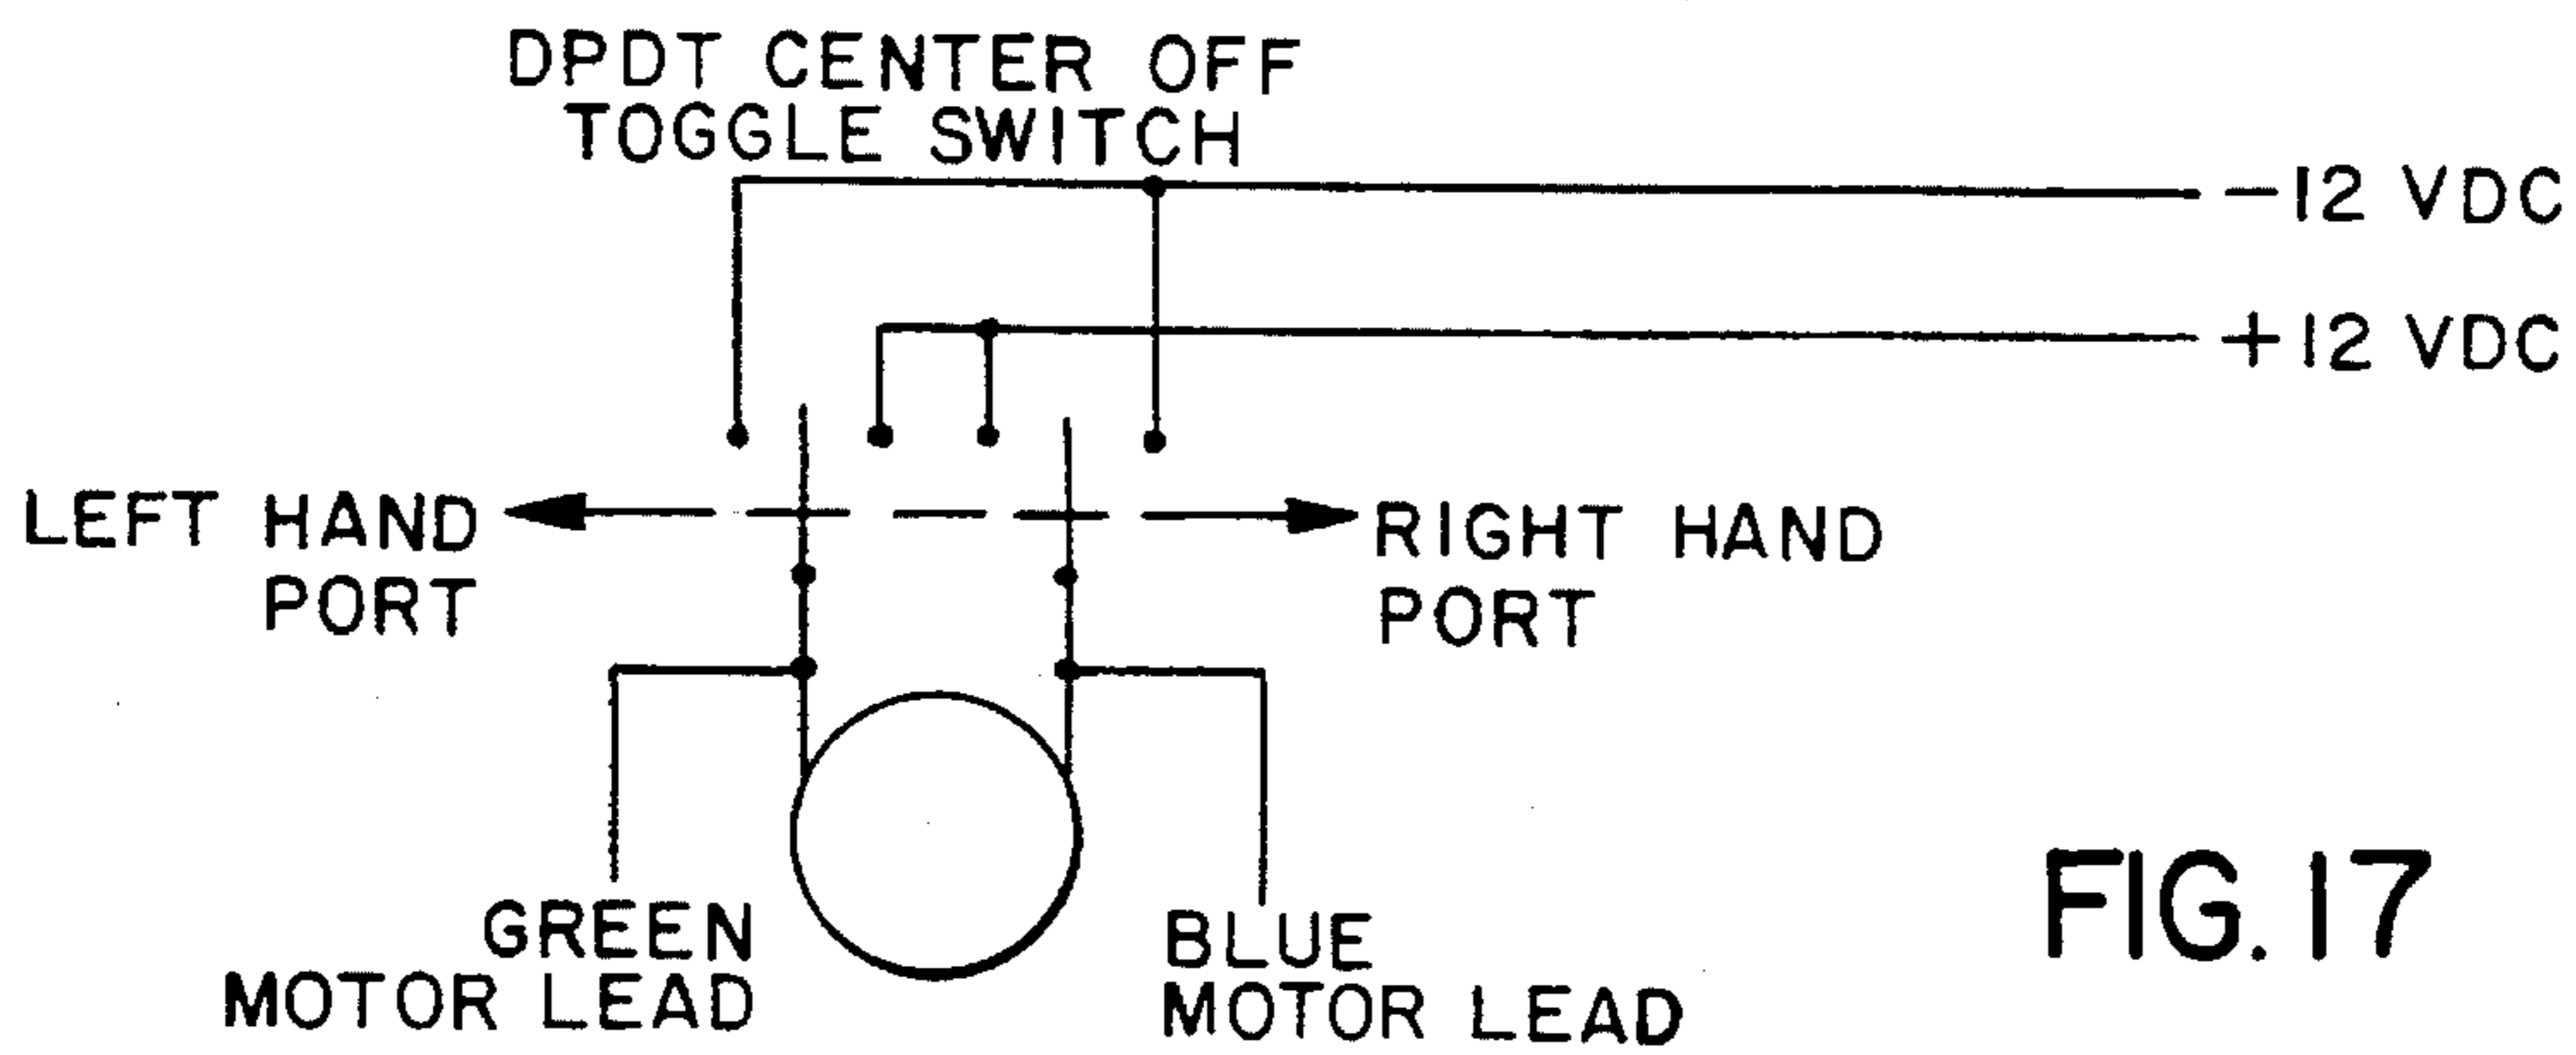 DPDT CENTER OFF
TOGGLE SWITCH
−12 VDC
+12 VDC
LEFT HAND
PORT
RIGHT HAND
PORT
GREEN
MOTOR LEAD
BLUE
MOTOR LEAD
FIG. 17